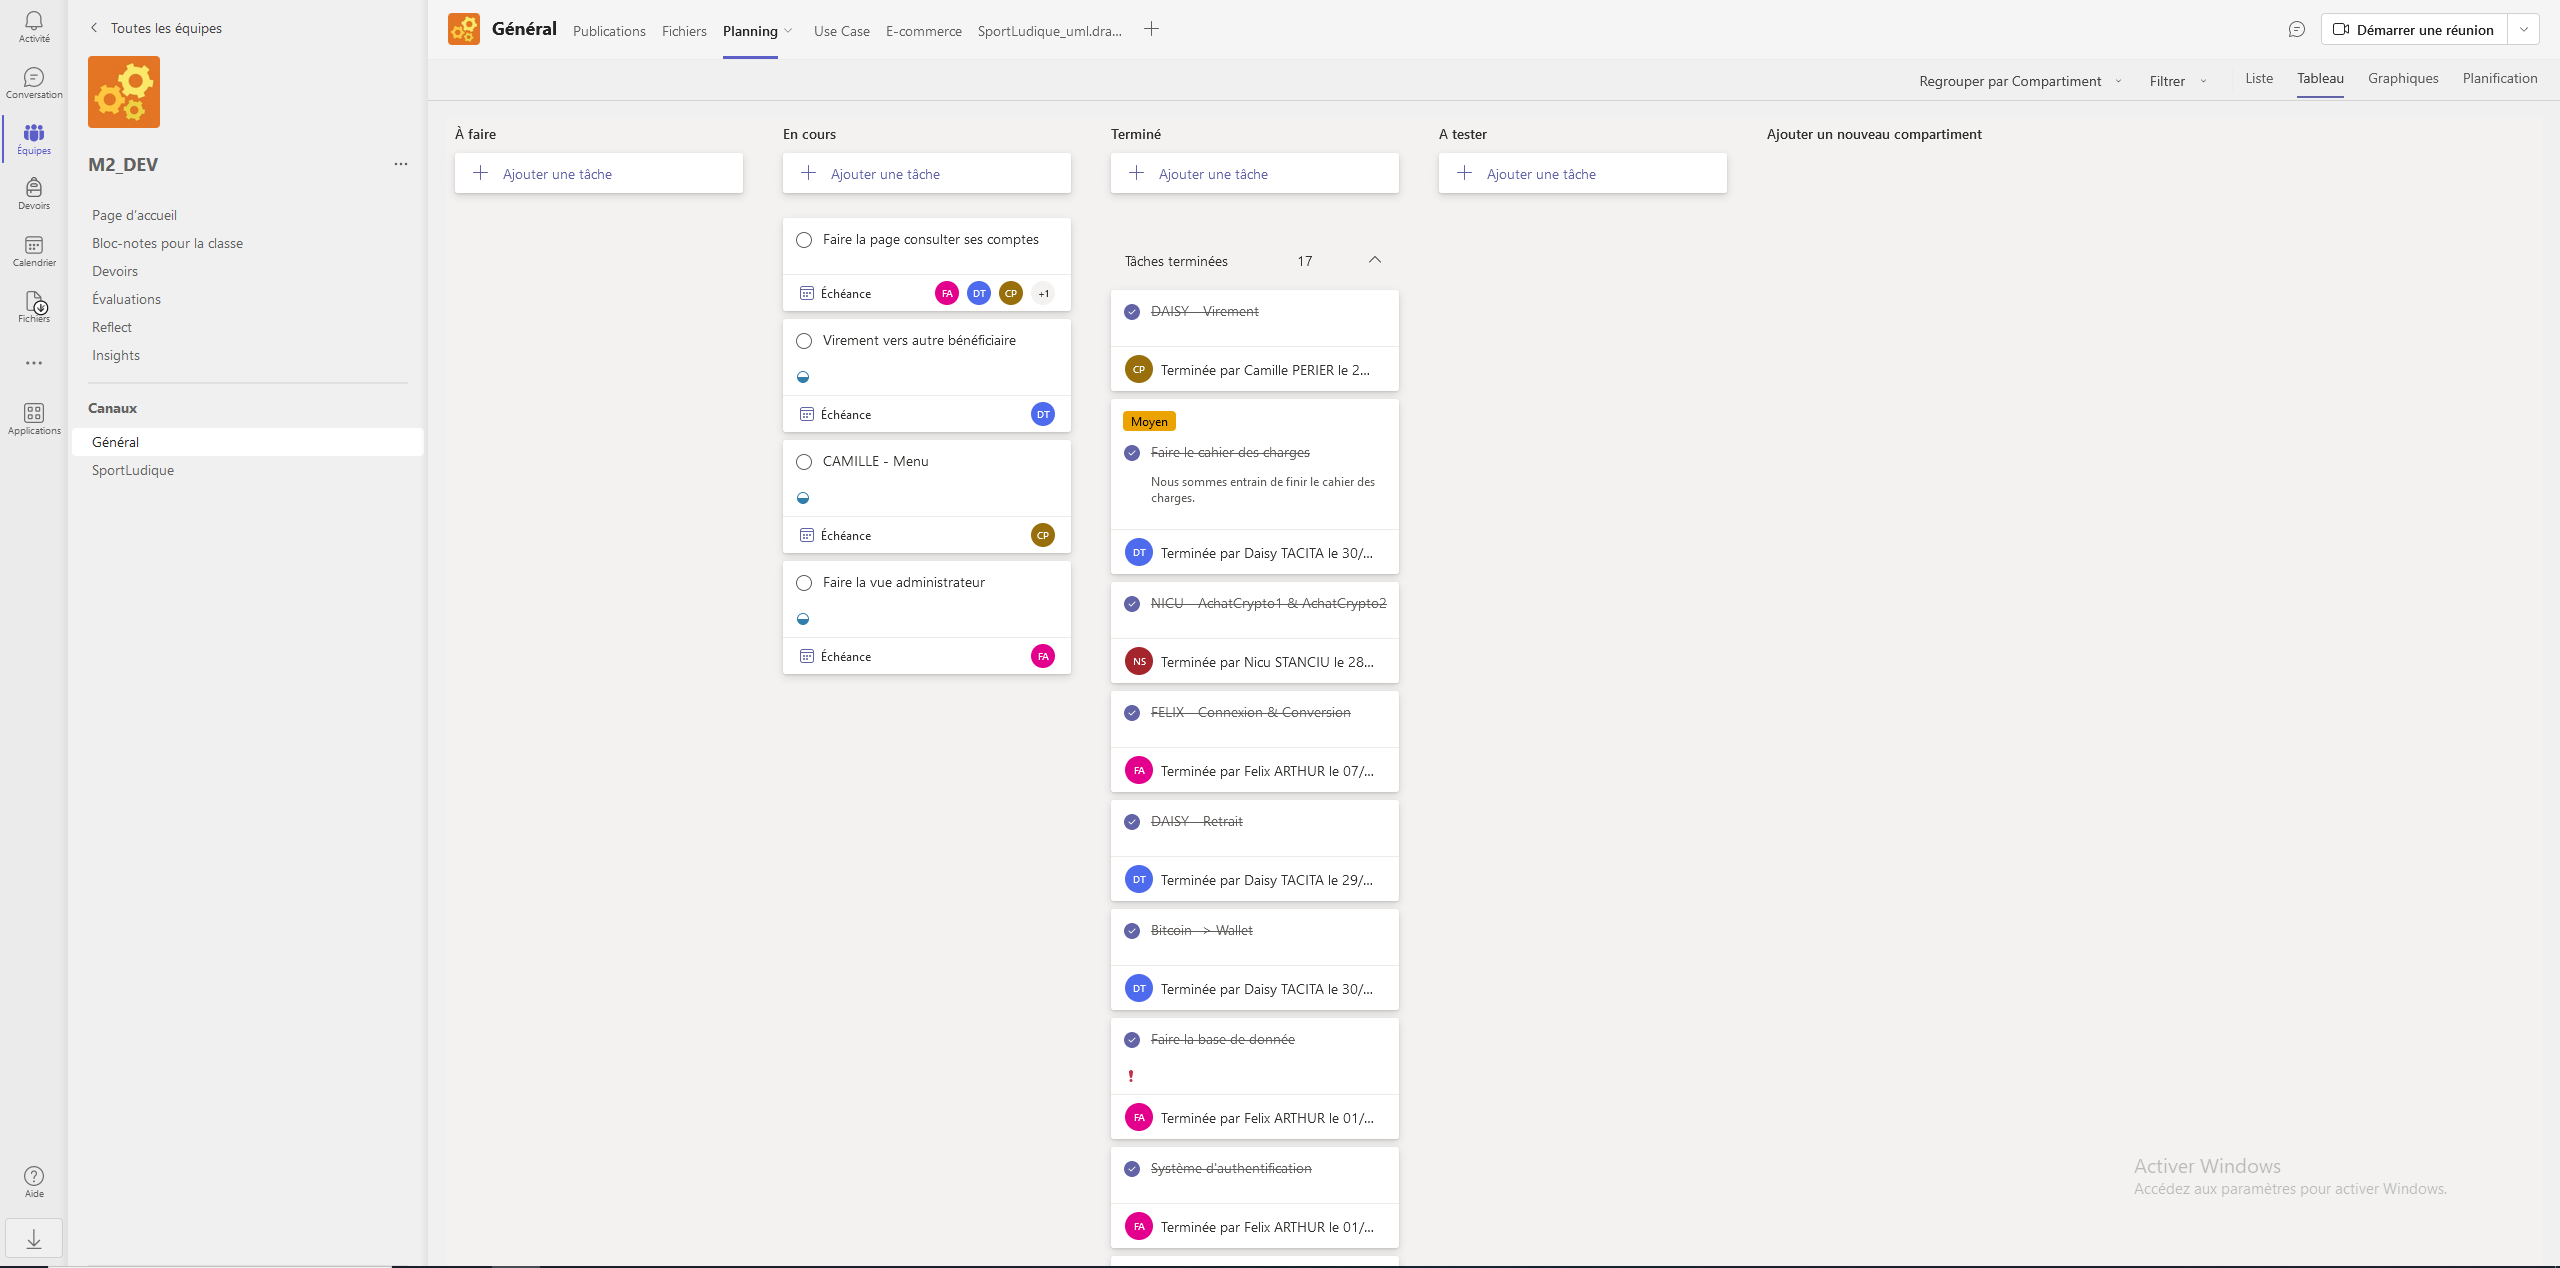 Activité
Conversation
Équipes
Devoirs
Calendrier
Fichiers
Applications
Aide
Toutes les équipes
M2_DEV
Page d’accueil
Bloc-notes pour la classe
Devoirs
Évaluations
Reflect
Insights
Canaux
Général
SportLudique
Général Publications Fichiers Planning Use Case E-commerce SportLudique_uml.dra...
Démarrer une réunion
Regrouper par Compartiment Filtrer Liste Tableau Graphiques Planification
À faire
Ajouter une tâche
En cours
Ajouter une tâche
Faire la page consulter ses comptes
Échéance FA DT CP +1
Virement vers autre bénéficiaire
Échéance DT
CAMILLE - Menu
Échéance CP
Faire la vue administrateur
Échéance FA
Terminé
Ajouter une tâche
Tâches terminées 17
DAISY - Virement
CP Terminée par Camille PERIER le 2...
Moyen
Faire le cahier des charges
Nous sommes entrain de finir le cahier des
charges.
DT Terminée par Daisy TACITA le 30/...
NICU - AchatCrypto1 & AchatCrypto2
NS Terminée par Nicu STANCIU le 28...
FELIX - Connexion & Conversion
FA Terminée par Felix ARTHUR le 07/...
DAISY - Retrait
DT Terminée par Daisy TACITA le 29/...
Bitcoin -> Wallet
DT Terminée par Daisy TACITA le 30/...
Faire la base de donnée
FA Terminée par Felix ARTHUR le 01/...
Système d'authentification
FA Terminée par Felix ARTHUR le 01/...
A tester
Ajouter une tâche
Ajouter un nouveau compartiment
Activer Windows
Accédez aux paramètres pour activer Windows.